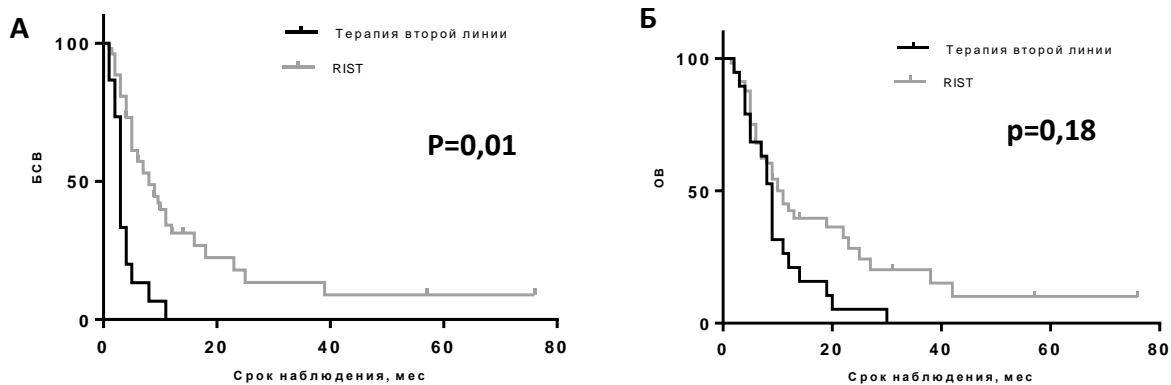 А
Терапия второй линии
RIST
P=0,01
БСВ
100
50
0
0 20 40 60 80
Срок наблюдения, мес
Б
Терапия второй линии
RIST
p=0,18
ОВ
100
50
0
0 20 40 60 80
Срок наблюдения, мес